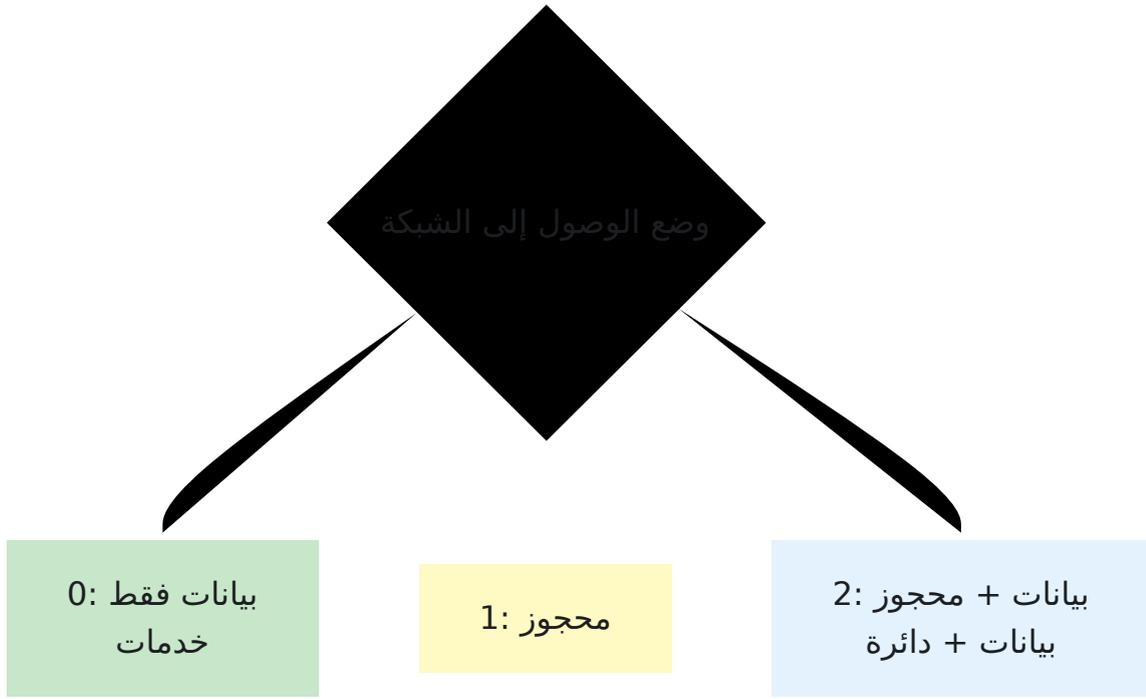 وضع الوصول إلى الشبكة
0: بيانات فقط
خدمات
1: محجوز
2: بيانات + محجوز
بيانات + دائرة